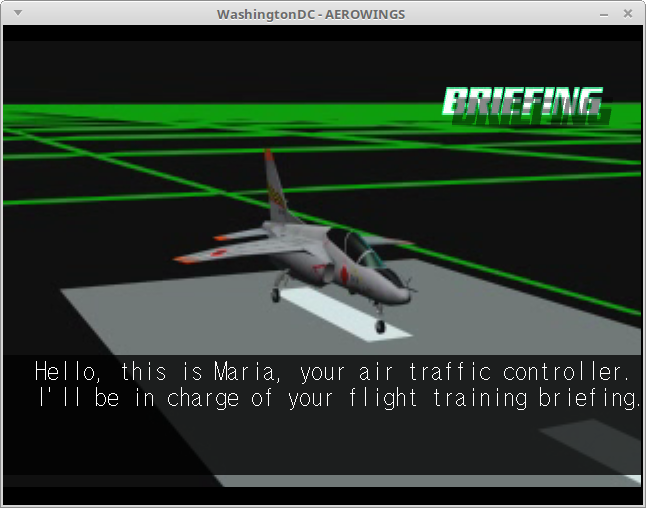 WashingtonDC - AEROWINGS
BRIEFING
Hello, this is Maria, your air traffic controller.
I'll be in charge of your flight training briefing.